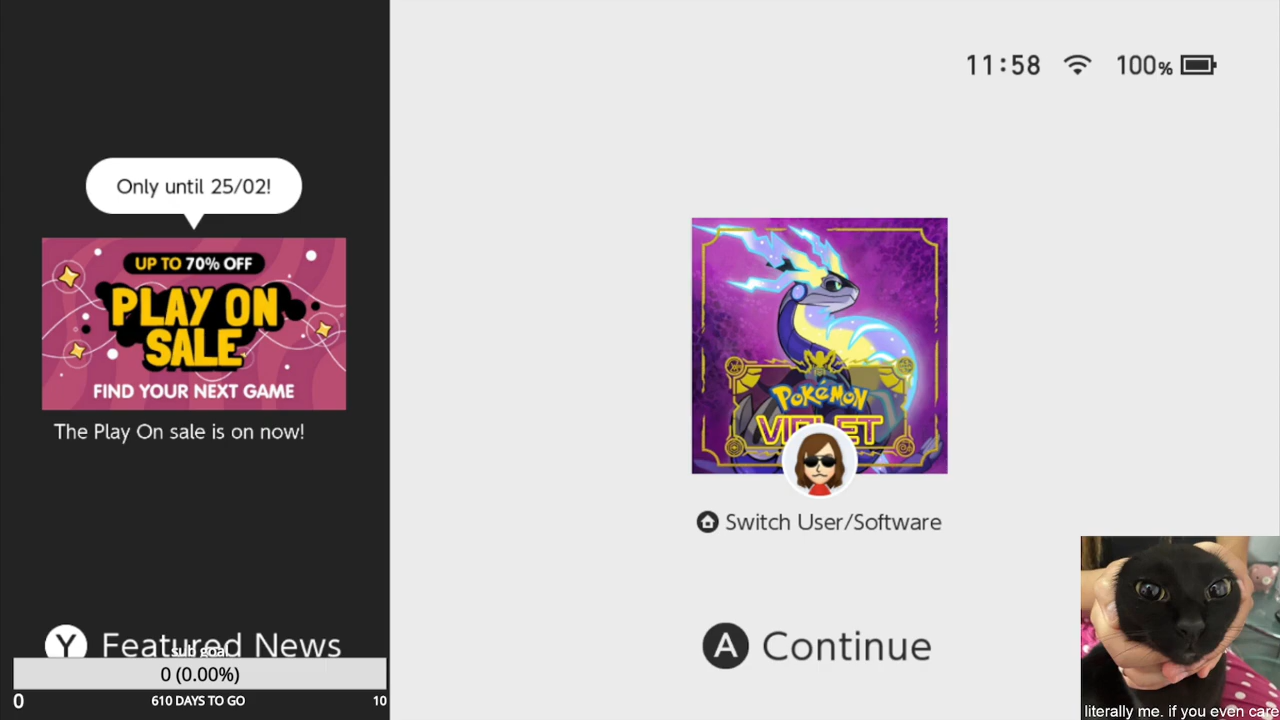 11:58
100%
Only until 25/02!
UP TO 70% OFF
PLAY ON
SALE
FIND YOUR NEXT GAME
The Play On sale is on now!
POKÉMON
VIOLET
Switch User/Software
Y Featured News
sub goal
0 (0.00%)
0
610 DAYS TO GO
10
A Continue
literally me. if you even care